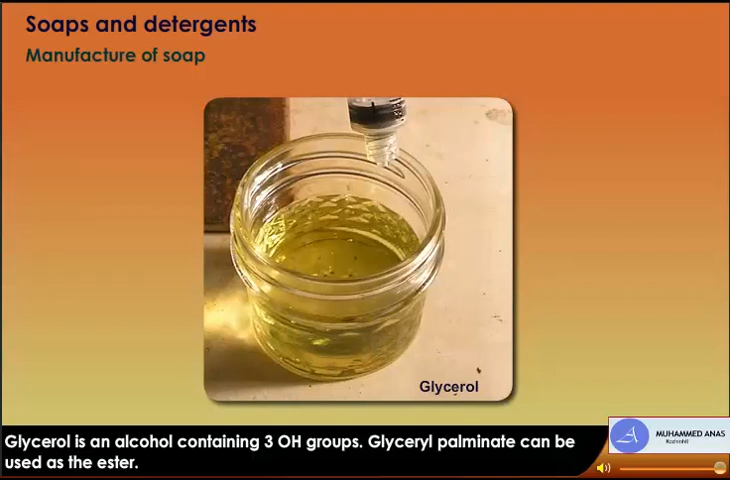 Soaps and detergents
Manufacture of soap
Glycerol
Glycerol is an alcohol containing 3 OH groups. Glyceryl palminate can be
used as the ester.
MUHAMMED ANAS